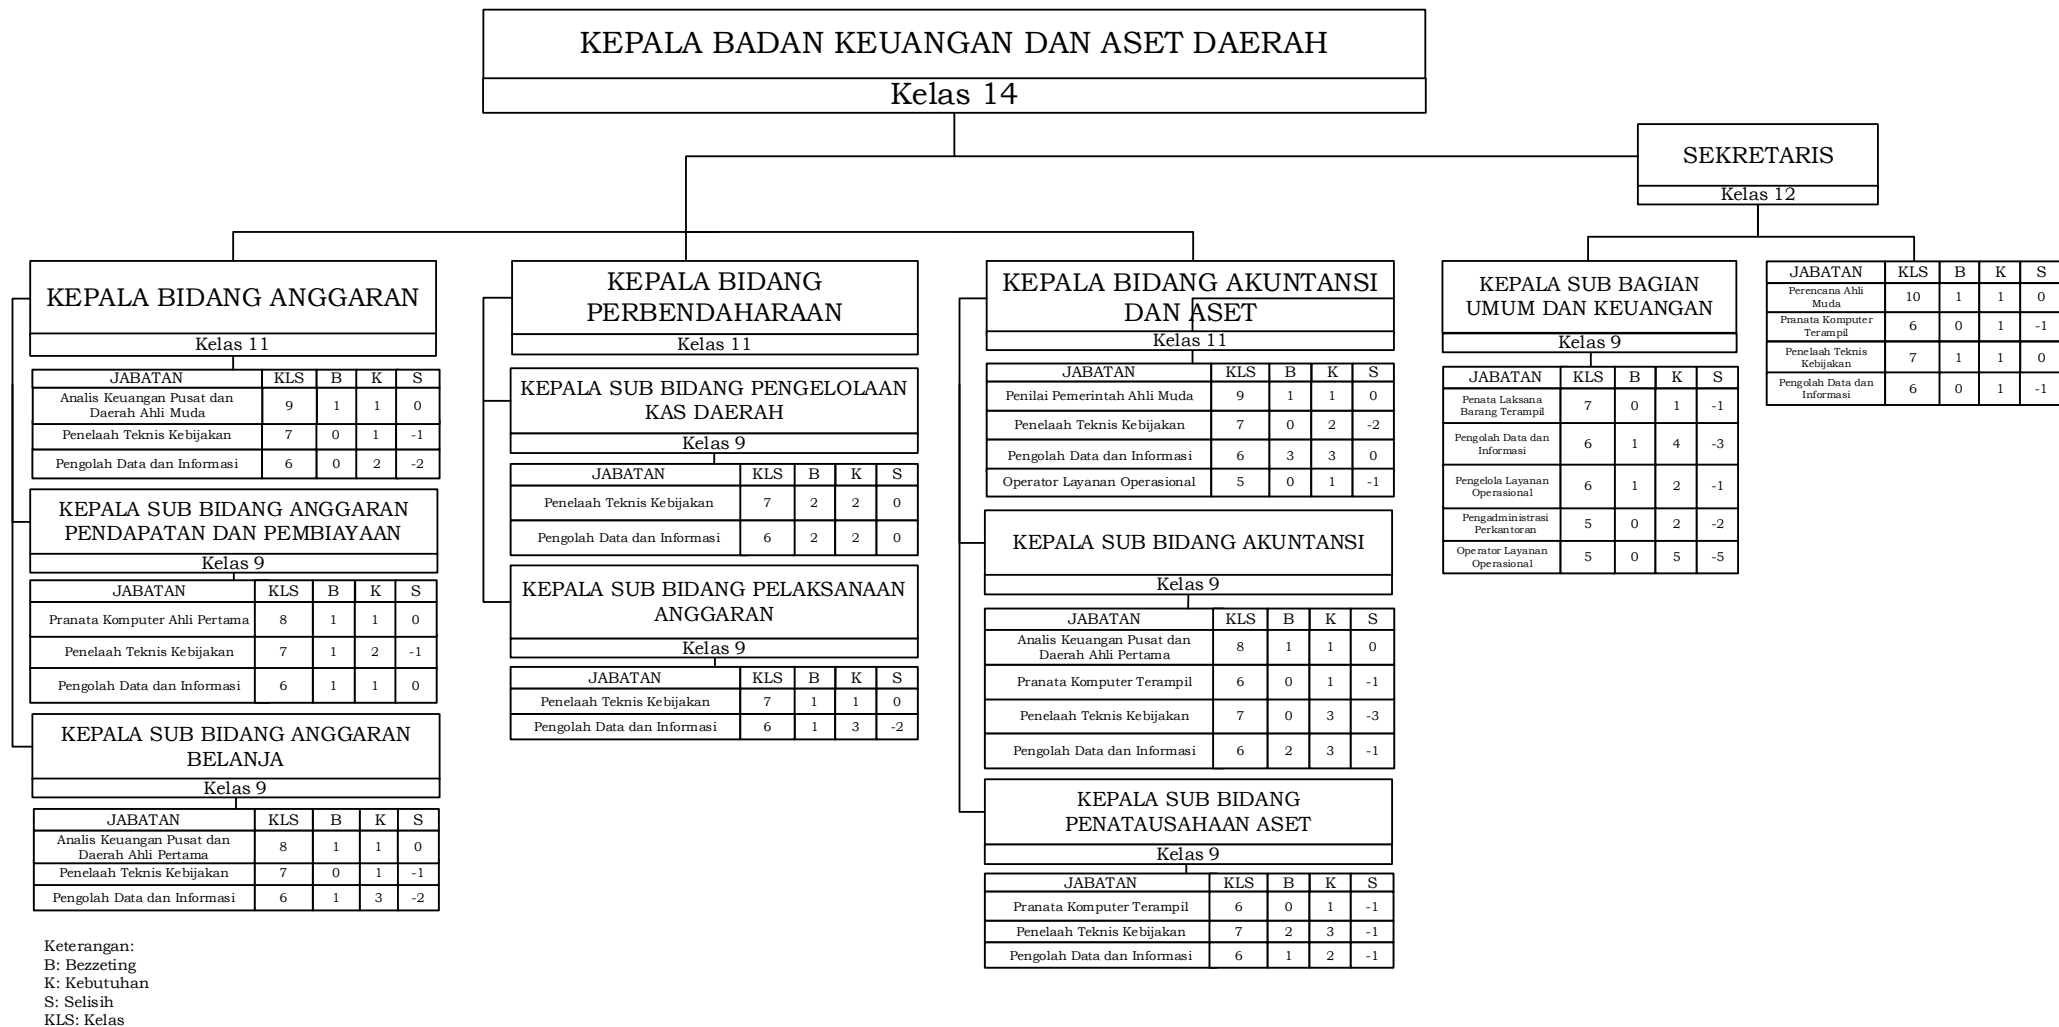 KEPALA BADAN KEUANGAN DAN ASET DAERAH
Kelas 14
SEKRETARIS
Kelas 12
KEPALA BIDANG ANGGARAN
Kelas 11
JABATAN KLS B K S
Analis Keuangan Pusat dan
Daerah Ahli Muda 9 1 1 0
Penelaah Teknis Kebijakan 7 0 1 -1
Pengolah Data dan Informasi 6 0 2 -2
KEPALA SUB BIDANG ANGGARAN
PENDAPATAN DAN PEMBIAYAAN
Kelas 9
JABATAN KLS B K S
Pranata Komputer Ahli Pertama 8 1 1 0
Penelaah Teknis Kebijakan 7 1 2 -1
Pengolah Data dan Informasi 6 1 1 0
KEPALA SUB BIDANG ANGGARAN
BELANJA
Kelas 9
JABATAN KLS B K S
Analis Keuangan Pusat dan
Daerah Ahli Pertama 8 1 1 0
Penelaah Teknis Kebijakan 7 0 1 -1
Pengolah Data dan Informasi 6 1 3 -2
KEPALA BIDANG
PERBENDAHARAAN
Kelas 11
KEPALA SUB BIDANG PENGELOLAAN
KAS DAERAH
Kelas 9
JABATAN KLS B K S
Penelaah Teknis Kebijakan 7 2 2 0
Pengolah Data dan Informasi 6 2 2 0
KEPALA SUB BIDANG PELAKSANAAN
ANGGARAN
Kelas 9
JABATAN KLS B K S
Penelaah Teknis Kebijakan 7 1 1 0
Pengolah Data dan Informasi 6 1 3 -2
KEPALA BIDANG AKUNTANSI
DAN ASET
Kelas 11
JABATAN KLS B K S
Penilai Pemerintah Ahli Muda 9 1 1 0
Penelaah Teknis Kebijakan 7 0 2 -2
Pengolah Data dan Informasi 6 3 3 0
Operator Layanan Operasional 5 0 1 -1
KEPALA SUB BIDANG AKUNTANSI
Kelas 9
JABATAN KLS B K S
Analis Keuangan Pusat dan
Daerah Ahli Pertama 8 1 1 0
Pranata Komputer Terampil 6 0 1 -1
Penelaah Teknis Kebijakan 7 0 3 -3
Pengolah Data dan Informasi 6 2 3 -1
KEPALA SUB BIDANG
PENATAUSAHAAN ASET
Kelas 9
JABATAN KLS B K S
Pranata Komputer Terampil 6 0 1 -1
Penelaah Teknis Kebijakan 7 2 3 -1
Pengolah Data dan Informasi 6 1 2 -1
KEPALA SUB BAGIAN
UMUM DAN KEUANGAN
Kelas 9
JABATAN KLS B K S
Penata Laksana
Barang Terampil 7 0 1 -1
Pengolah Data dan
Informasi 6 1 4 -3
Pengelola Layanan
Operasional 6 1 2 -1
Pengadministrasi
Perkantoran 5 0 2 -2
Operator Layanan
Operasional 5 0 5 -5
JABATAN KLS B K S
Perencana Ahli
Muda 10 1 1 0
Pranata Komputer
Terampil 6 0 1 -1
Penelaah Teknis
Kebijakan 7 1 1 0
Pengolah Data dan
Informasi 6 0 1 -1
Keterangan:
B: Bezzeting
K: Kebutuhan
S: Selisih
KLS: Kelas